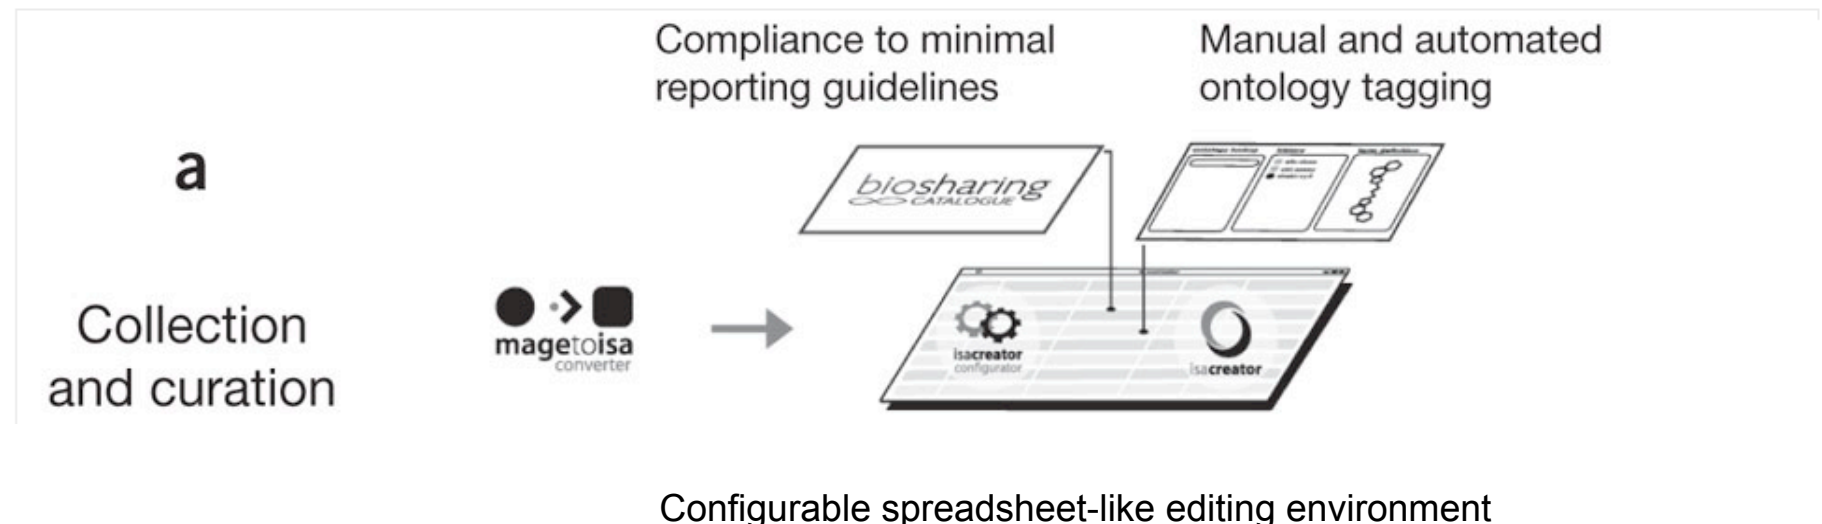 Compliance to minimal
reporting guidelines
Manual and automated
ontology tagging
a
biosharing
CATALOGUE
Collection
and curation
magetoisa
converter
isacreator
configurator
isacreator
Configurable spreadsheet-like editing environment